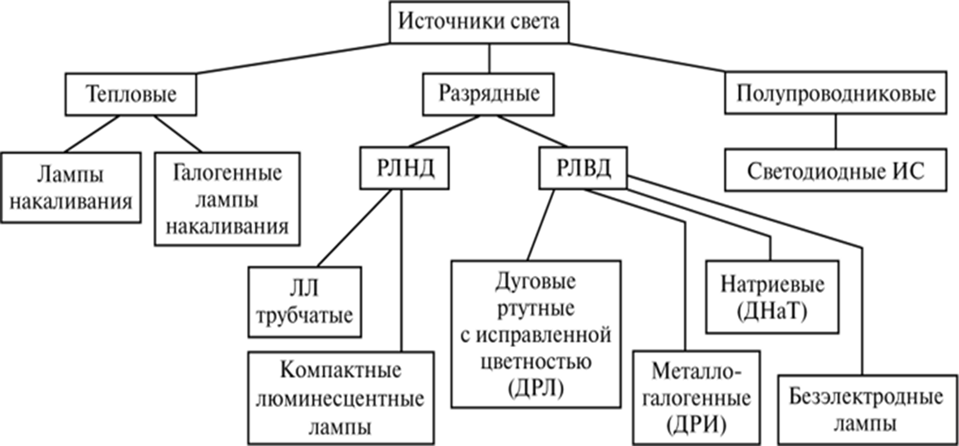 Источники света
Тепловые
Разрядные
Полупроводниковые
Лампы
накаливания
Галогенные
лампы
накаливания
РЛНД
РЛВД
Светодиодные ИС
ЛЛ
трубчатые
Компактные
люминесцентные
лампы
Дуговые
ртутные
с исправленной
цветностью
(ДРЛ)
Металло-
галогенные
(ДРИ)
Натриевые
(ДНаТ)
Безэлектродные
лампы